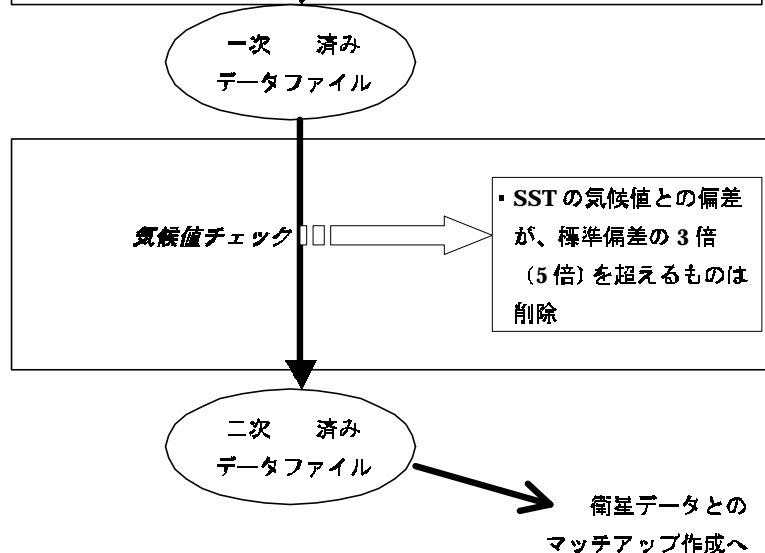 一次　　済み
データファイル
気候値チェック
▪ SST の気候値との偏差
が、標準偏差の 3 倍
（5 倍）を超えるものは
削除
二次　　済み
データファイル
衛星データとの
マッチアップ作成へ